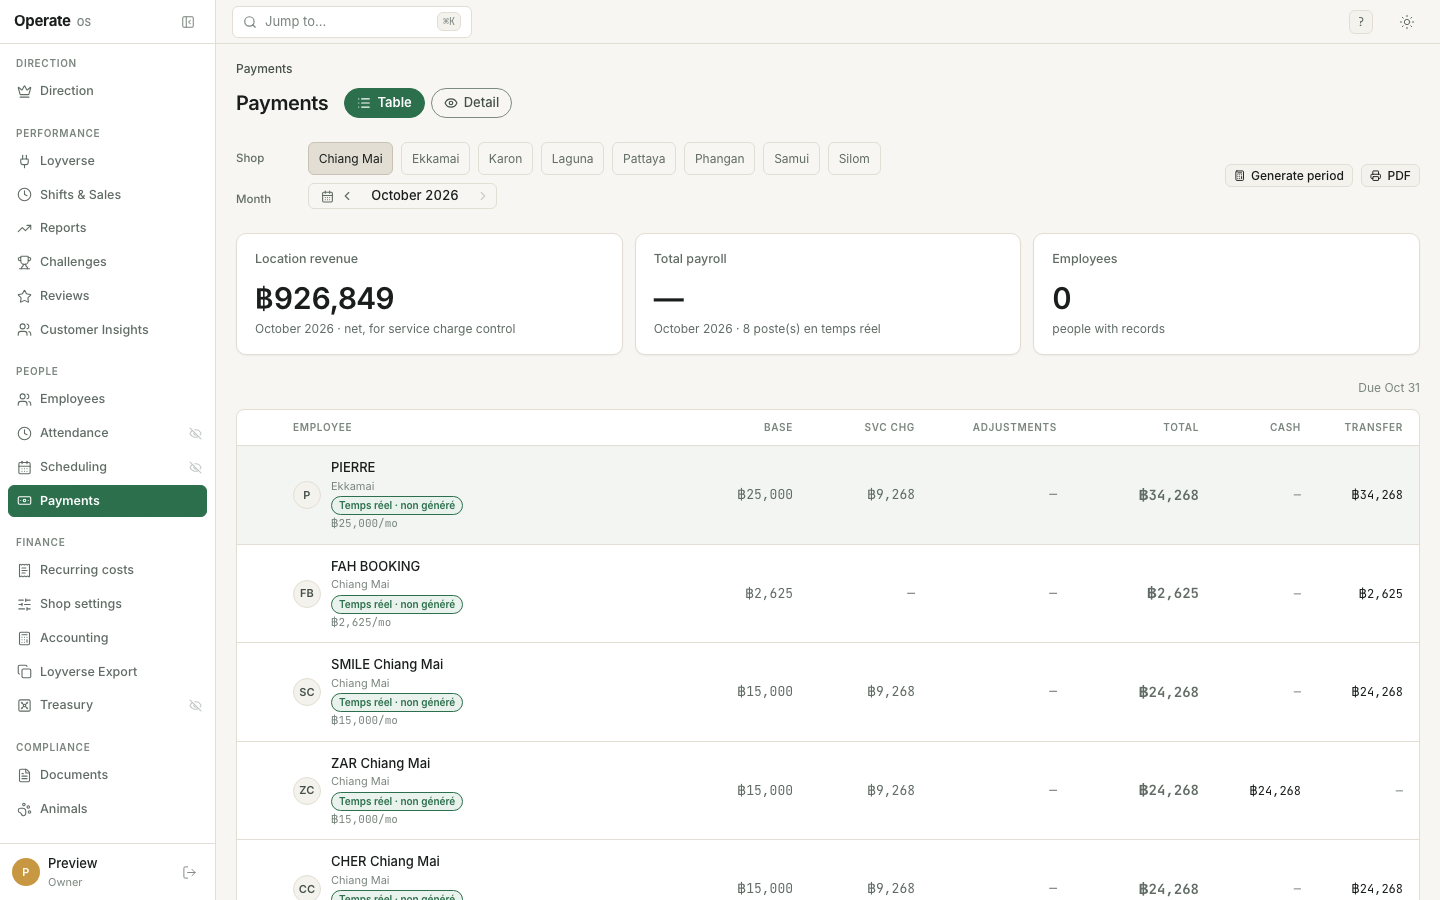 Operate OS
Jump to...
⌘K
?
DIRECTION
Direction
PERFORMANCE
Loyverse
Shifts & Sales
Reports
Challenges
Reviews
Customer Insights
PEOPLE
Employees
Attendance
Scheduling
Payments
FINANCE
Recurring costs
Shop settings
Accounting
Loyverse Export
Treasury
COMPLIANCE
Documents
Animals
P
Preview
Owner
Payments
Payments
Table
Detail
Shop
Chiang Mai
Ekkamai
Karon
Laguna
Pattaya
Phangan
Samui
Silom
Month
October 2026
Generate period
PDF
Location revenue
฿926,849
October 2026 · net, for service charge control
Total payroll
—
October 2026 · 8 poste(s) en temps réel
Employees
0
people with records
Due Oct 31
EMPLOYEE BASE SVC CHG ADJUSTMENTS TOTAL CASH TRANSFER
P
PIERRE
Ekkamai
Temps réel · non généré
฿25,000/mo
฿25,000 ฿9,268 — ฿34,268 — ฿34,268
FB
FAH BOOKING
Chiang Mai
Temps réel · non généré
฿2,625/mo
฿2,625 — — ฿2,625 — ฿2,625
SC
SMILE Chiang Mai
Chiang Mai
Temps réel · non généré
฿15,000/mo
฿15,000 ฿9,268 — ฿24,268 — ฿24,268
ZC
ZAR Chiang Mai
Chiang Mai
Temps réel · non généré
฿15,000/mo
฿15,000 ฿9,268 — ฿24,268 ฿24,268 —
CC
CHER Chiang Mai
Chiang Mai
Temps réel · non généré
฿15,000 ฿9,268 — ฿24,268 — ฿24,268